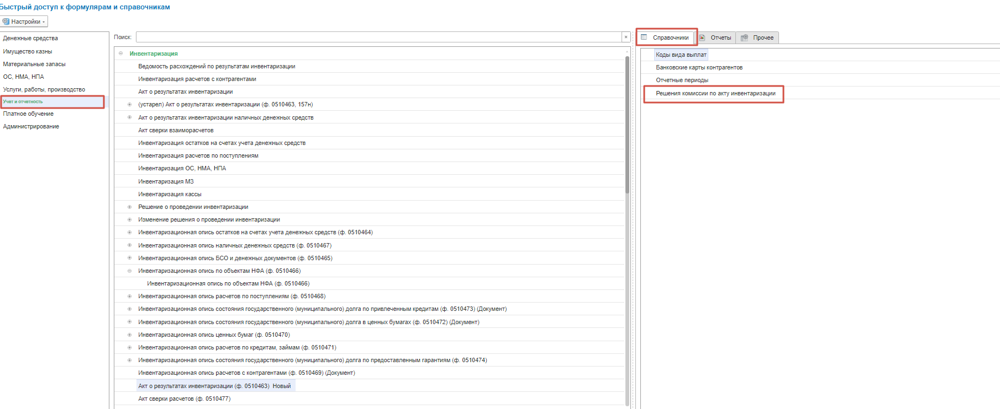 Быстрый доступ к формулярам и справочникам
Настройки
Денежные средства
Имущество казны
Материальные запасы
ОС, НМА, НПА
Услуги, работы, производство
Учет и отчетность
Платное обучение
Администрирование
Поиск:
Инвентаризация
Ведомость расхождений по результатам инвентаризации
Инвентаризация расчетов с контрагентами
Акт о результатах инвентаризации
(устарел) Акт о результатах инвентаризации (ф. 0510463, 157н)
Акт о результатах инвентаризации наличных денежных средств
Акт сверки взаиморасчетов
Инвентаризация остатков на счетах учета денежных средств
Инвентаризация расчетов по поступлениям
Инвентаризация ОС, НМА, НПА
Инвентаризация МЗ
Инвентаризация кассы
Решение о проведении инвентаризации
Изменение решения о проведении инвентаризации
Инвентаризационная опись остатков на счетах учета денежных средств (ф. 0510464)
Инвентаризационная опись наличных денежных средств (ф. 0510467)
Инвентаризационная опись БСО и денежных документов (ф. 0510465)
Инвентаризационная опись по объектам НФА (ф. 0510466)
Инвентаризационная опись по объектам НФА (ф. 0510466)
Инвентаризационная опись расчетов по поступлениям (ф. 0510468)
Инвентаризационная опись состояния государственного (муниципального) долга по привлеченным кредитам (ф. 0510473) (Документ)
Инвентаризационная опись состояния государственного (муниципального) долга в ценных бумагах (ф. 0510472) (Документ)
Инвентаризационная опись ценных бумаг (ф. 0510470)
Инвентаризационная опись расчетов по кредитам, займам (ф. 0510471)
Инвентаризационная опись состояния государственного (муниципального) долга по предоставленным гарантиям (ф. 0510474)
Инвентаризационная опись расчетов с контрагентами (ф. 0510469) (Документ)
Акт о результатах инвентаризации (ф. 0510463) Новый
Акт сверки расчетов (ф. 0510477)
Справочники
Отчеты
Прочее
Коды вида выплат
Банковские карты контрагентов
Отчетные периоды
Решения комиссии по акту инвентаризации